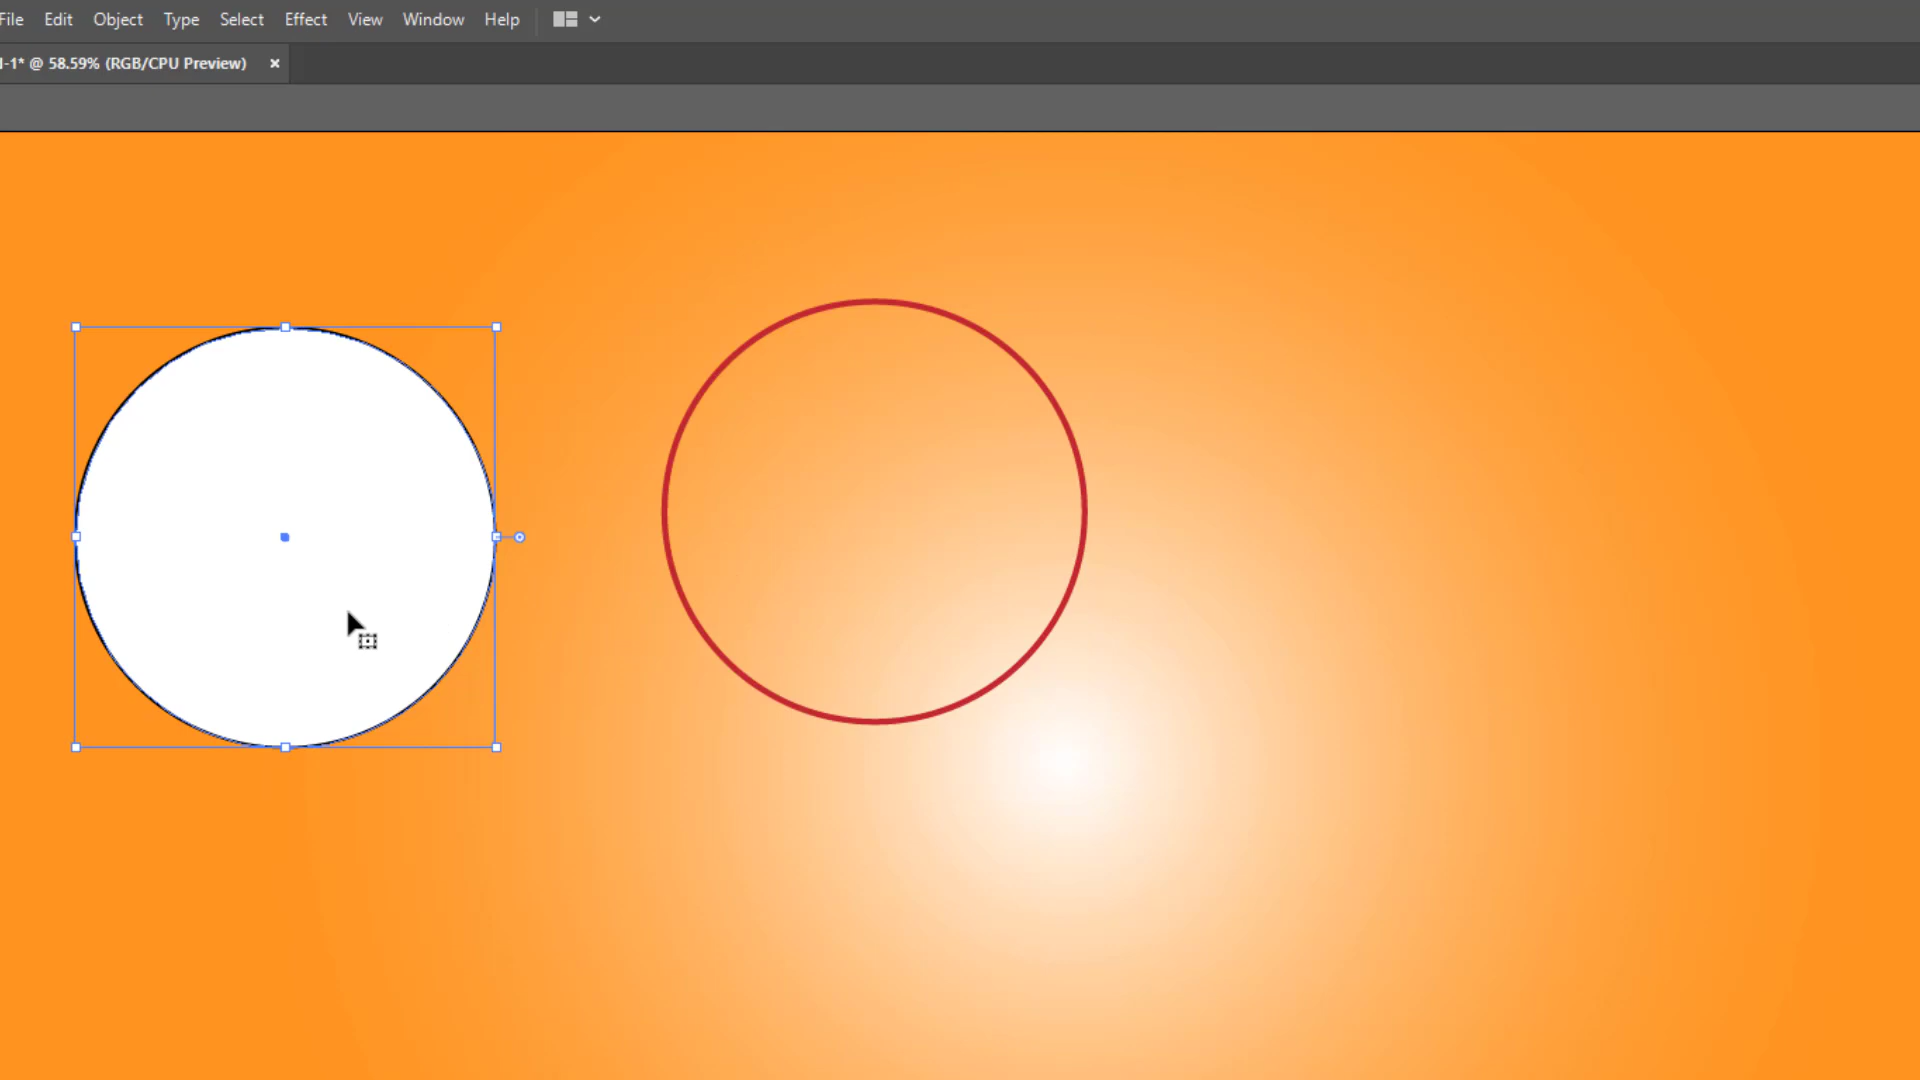 File Edit Object Type Select Effect View Window Help
-1* @ 58.59% (RGB/CPU Preview) ×